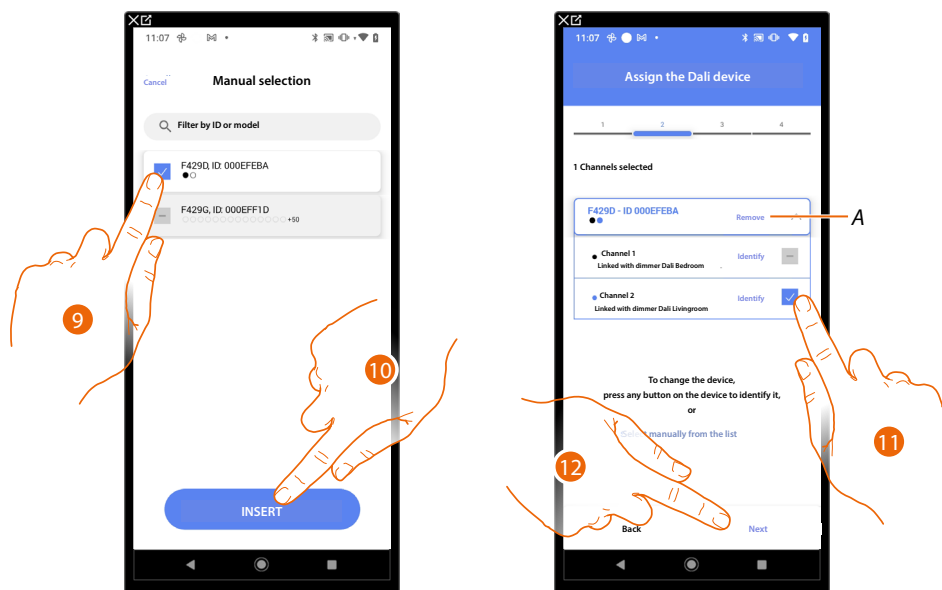 11:07
Cancel
Manual selection
Filter by ID or model
F429D, ID: 000EFEBA
F429G, ID: 000EFF1D
+50
9
10
INSERT
11:07
Assign the Dali device
1 2 3 4
1 Channels selected
F429D - ID 000EFEBA
Remove
A
Channel 1
Linked with dimmer Dali Bedroom
Identify
Channel 2
Linked with dimmer Dali Livingroom
Identify
To change the device,
press any button on the device to identify it,
or
manually from the list
11
12
Back
Next